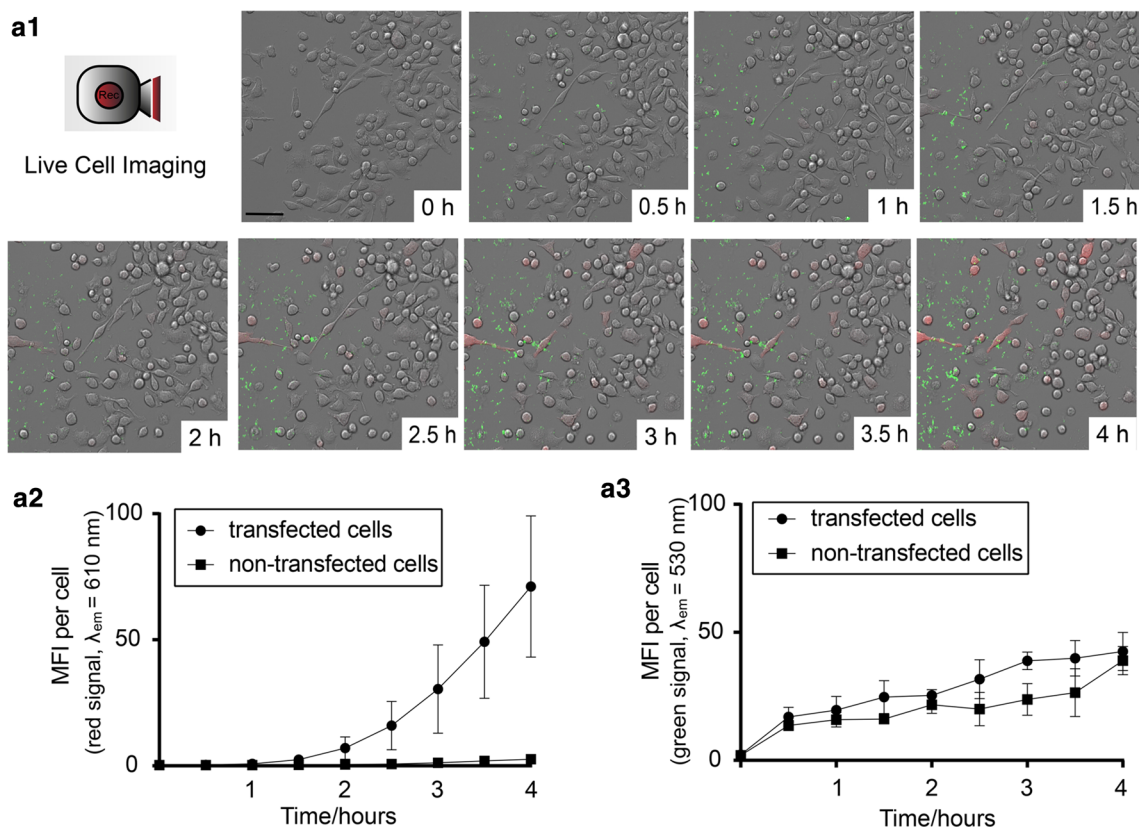 a1
Rec
Live Cell Imaging
0 h
0.5 h
1 h
1.5 h
2 h
2.5 h
3 h
3.5 h
4 h
a2
MFI per cell
(red signal, λem = 610 nm)
100
50
0
transfected cells
non-transfected cells
1 2 3 4
Time/hours
a3
MFI per cell
(green signal, λem = 530 nm)
100
50
0
transfected cells
non-transfected cells
1 2 3 4
Time/hours